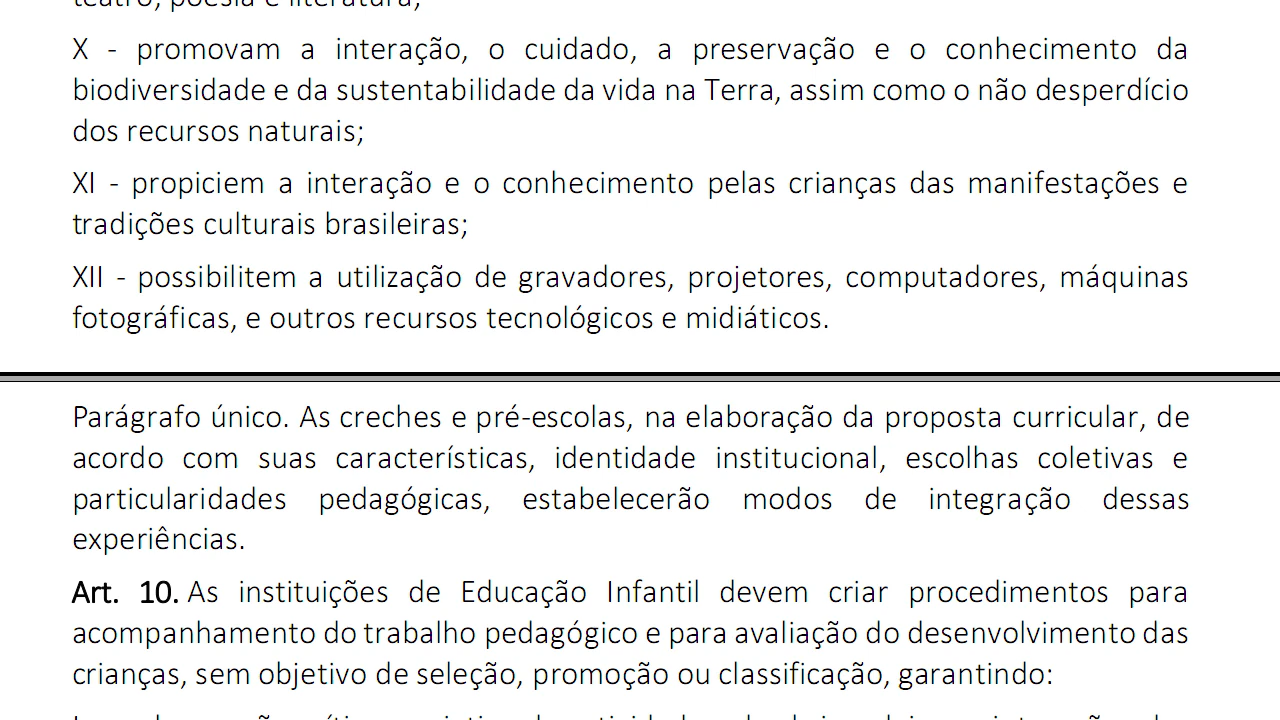 teatro, poesia e literatura;
X - promovam a interação, o cuidado, a preservação e o conhecimento da
biodiversidade e da sustentabilidade da vida na Terra, assim como o não desperdício
dos recursos naturais;
XI - propiciem a interação e o conhecimento pelas crianças das manifestações e
tradições culturais brasileiras;
XII - possibilitem a utilização de gravadores, projetores, computadores, máquinas
fotográficas, e outros recursos tecnológicos e midiáticos.
Parágrafo único. As creches e pré-escolas, na elaboração da proposta curricular, de
acordo com suas características, identidade institucional, escolhas coletivas e
particularidades pedagógicas, estabelecerão modos de integração dessas
experiências.
Art. 10. As instituições de Educação Infantil devem criar procedimentos para
acompanhamento do trabalho pedagógico e para avaliação do desenvolvimento das
crianças, sem objetivo de seleção, promoção ou classificação, garantindo: